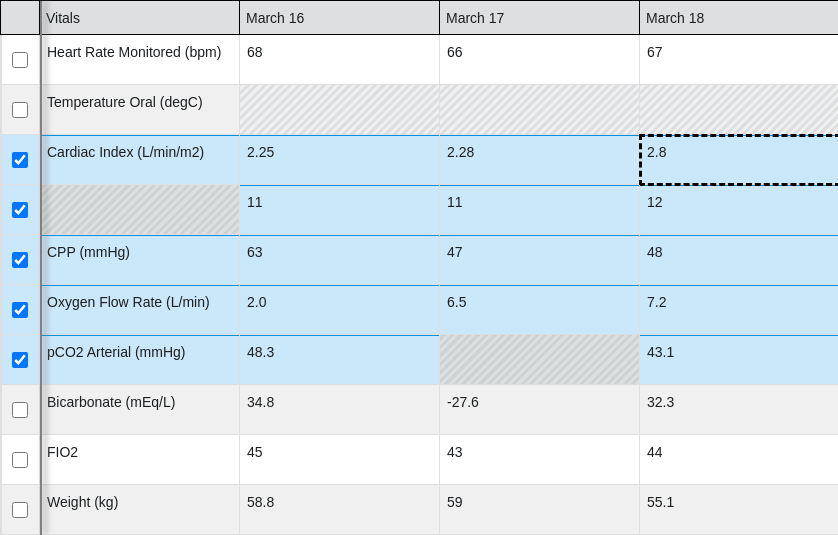 Vitals March 16 March 17 March 18
Heart Rate Monitored (bpm) 68 66 67
Temperature Oral (degC)
Cardiac Index (L/min/m2) 2.25 2.28 2.8
11 11 12
CPP (mmHg) 63 47 48
Oxygen Flow Rate (L/min) 2.0 6.5 7.2
pCO2 Arterial (mmHg) 48.3 43.1
Bicarbonate (mEq/L) 34.8 -27.6 32.3
FIO2 45 43 44
Weight (kg) 58.8 59 55.1